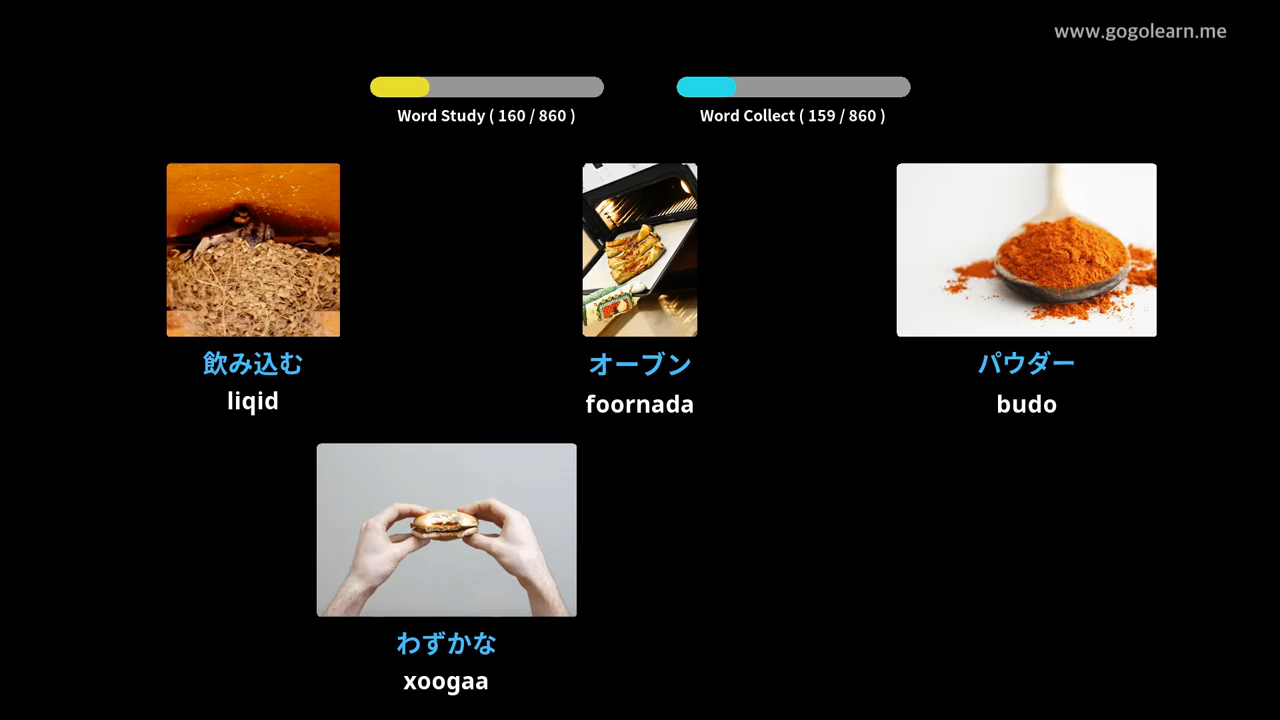 www.gogolearn.me
Word Study ( 160 / 860 )
Word Collect ( 159 / 860 )
飲み込む
liqid
オーブン
foornada
パウダー
budo
わずかな
xoogaa